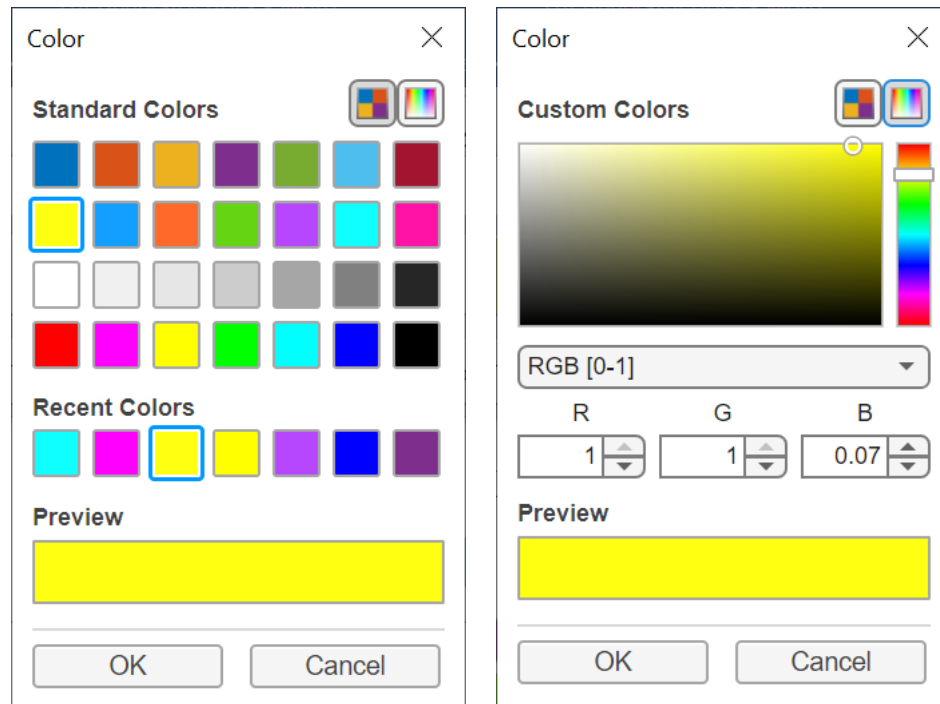 Color
Standard Colors
Recent Colors
Preview
OK Cancel
Color
Custom Colors
RGB [0-1]
R G B
1 1 0.07
Preview
OK Cancel